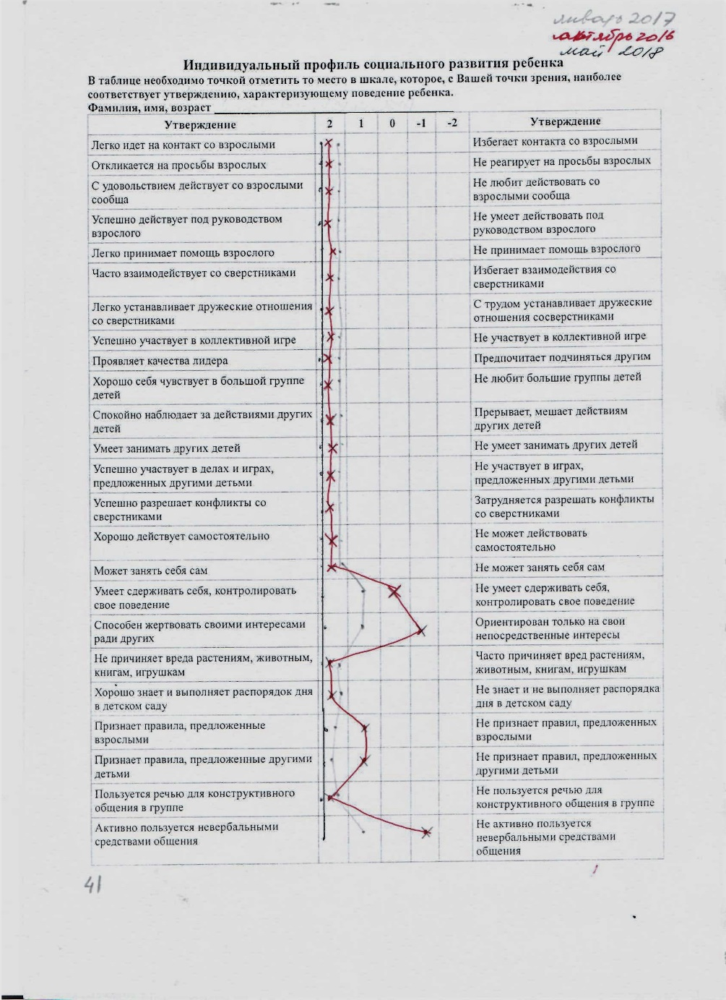 январь 2017
октябрь 2016
май 2018
Индивидуальный профиль социального развития ребенка
В таблице необходимо точкой отметить то место в шкале, которое, с Вашей точки зрения, наиболее
соответствует утверждению, характеризующему поведение ребенка.
Фамилия, имя, возраст
Утверждение 2 1 0 -1 -2 Утверждение
Легко идет на контакт со взрослыми Избегает контакта со взрослыми
Откликается на просьбы взрослых Не реагирует на просьбы взрослых
С удовольствием действует со взрослыми Не любит действовать со
сообща взрослыми сообща
Успешно действует под руководством Не умеет действовать под
взрослого руководством взрослого
Легко принимает помощь взрослого Не принимает помощь взрослого
Часто взаимодействует со сверстниками Избегает взаимодействия со
сверстниками
Легко устанавливает дружеские отношения С трудом устанавливает дружеские
со сверстниками отношения сосверстниками
Успешно участвует в коллективной игре Не участвует в коллективной игре
Проявляет качества лидера Предпочитает подчиняться другим
Хорошо себя чувствует в большой группе Не любит большие группы детей
детей
Спокойно наблюдает за действиями других Прерывает, мешает действиям
детей других детей
Умеет занимать других детей Не умеет занимать других детей
Успешно участвует в делах и играх, Не участвует в играх,
предложенных другими детьми предложенных другими детьми
Успешно разрешает конфликты со Затрудняется разрешать конфликты
сверстниками со сверстниками
Хорошо действует самостоятельно Не может действовать
самостоятельно
Может занять себя сам Не может занять себя сам
Умеет сдерживать себя, контролировать Не умеет сдерживать себя,
свое поведение контролировать свое поведение
Способен жертвовать своими интересами Ориентирован только на свои
ради других непосредственные интересы
Не причиняет вреда растениям, животным, Часто причиняет вред растениям,
книгам, игрушкам животным, книгам, игрушкам
Хорошо знает и выполняет распорядок дня Не знает и не выполняет распорядка
в детском саду дня в детском саду
Признает правила, предложенные Не признает правил, предложенных
взрослыми взрослыми
Признает правила, предложенные другими Не признает правил, предложенных
детьми другими детьми
Пользуется речью для конструктивного Не пользуется речью для
общения в группе конструктивного общения в группе
Активно пользуется невербальными Не активно пользуется
средствами общения невербальными средствами
общения
41